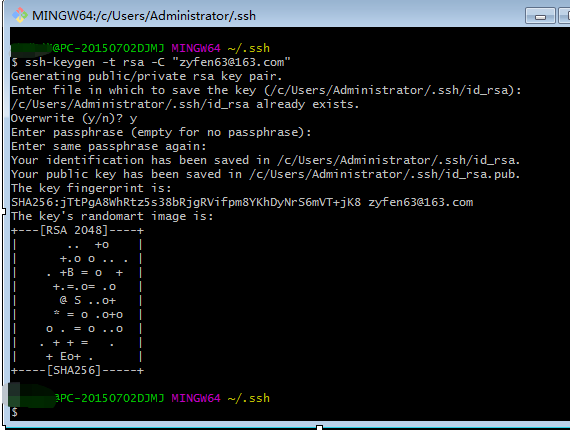 MINGW64:/c/Users/Administrator/.ssh
@PC-20150702DJMJ MINGW64 ~/.ssh
$ ssh-keygen -t rsa -C "zyfen63@163.com"
Generating public/private rsa key pair.
Enter file in which to save the key (/c/Users/Administrator/.ssh/id_rsa):
/c/Users/Administrator/.ssh/id_rsa already exists.
Overwrite (y/n)? y
Enter passphrase (empty for no passphrase):
Enter same passphrase again:
Your identification has been saved in /c/Users/Administrator/.ssh/id_rsa.
Your public key has been saved in /c/Users/Administrator/.ssh/id_rsa.pub.
The key fingerprint is:
SHA256:jTtPgA8WhRtz5s38bRjgRVifpm8YKhDyNrS6mVT+jK8 zyfen63@163.com
The key's randomart image is:
+---[RSA 2048]----+
|       ..  +o    |
|      +.o o .. . |
|    . +B = o  +  |
|     +.=.o= .o   |
|      @ S ..o+   |
|     * = o .o+o  |
|    o . = o ..o  |
|   . + + =   .   |
|    + Eo+ .      |
+----[SHA256]-----+
@PC-20150702DJMJ MINGW64 ~/.ssh
$